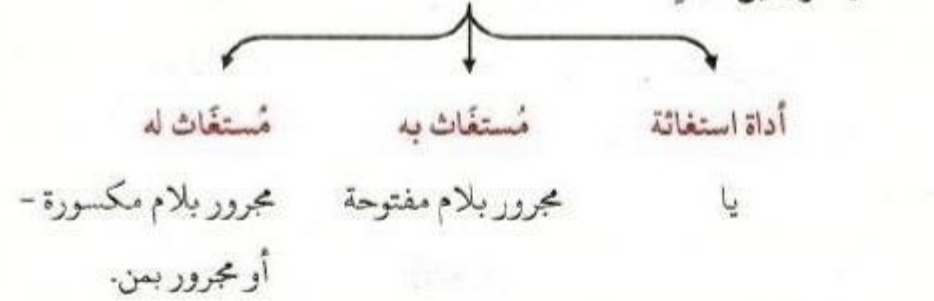 أداة استغاثة مُستغَاث به مُستغَاث له
يا مجرور بلام مفتوحة مجرور بلام مكسورة -
أو مجرور بمن.